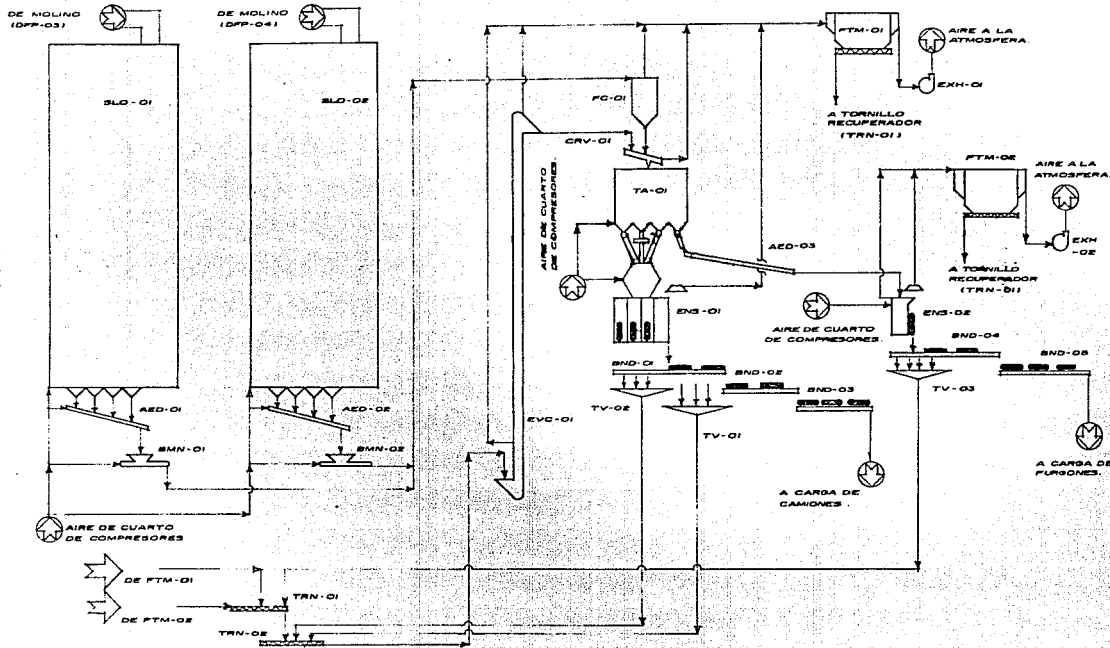 DE MOLINO
(DFP-03)
DE MOLINO
(DFP-04)
SLO-01
SLO-02
AED-01
AED-02
BMN-01
BMN-02
AIRE DE CUARTO
DE COMPRESORES
DE FTM-01
DE FTM-02
TRN-01
TRN-02
FC-01
CRV-01
AIRE DE CUARTO
DE COMPRESORES
TA-01
AED-03
ENS-01
EVC-01
BND-01
BND-02
BND-03
TV-02
TV-01
A CARGA DE
CAMIONES.
FTM-01
AIRE A LA
ATMOSFERA.
EXH-01
A TORNILLO
RECUPERADOR
(TRN-01)
FTM-02
AIRE A LA
ATMOSFERA.
EXH
-02
A TORNILLO
RECUPERADOR
(TRN-01)
ENS-02
AIRE DE CUARTO
DE COMPRESORES.
BND-04
BND-05
TV-03
A CARGA DE
FURGONES.